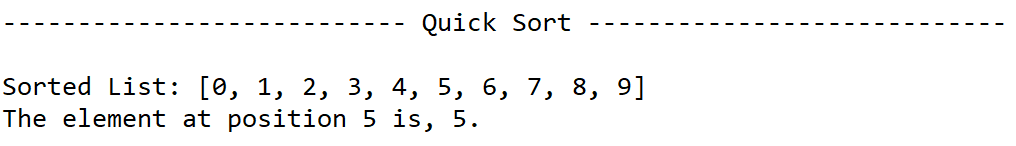 --------------------------- Quick Sort ----------------------------
Sorted List: [0, 1, 2, 3, 4, 5, 6, 7, 8, 9]
The element at position 5 is, 5.